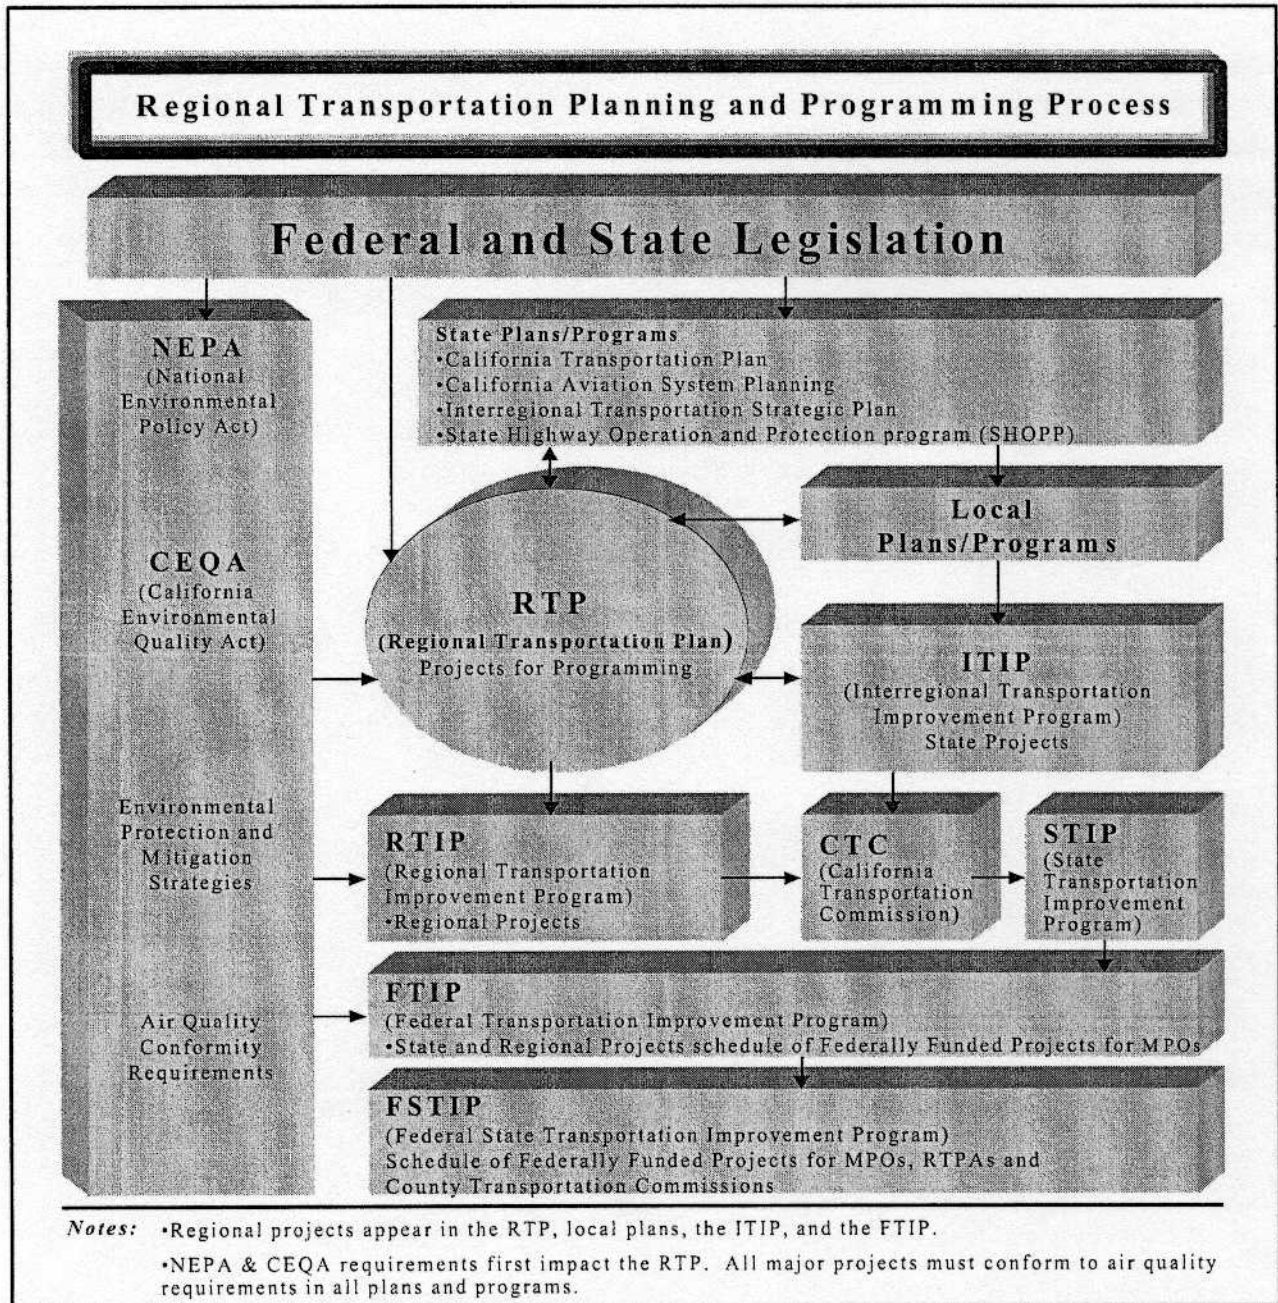 Regional Transportation Planning and Programming Process
Federal and State Legislation
NEPA
(National
Environmental
Policy Act)
CEQA
(California
Environmental
Quality Act)
Environmental
Protection and
Mitigation
Strategies
Air Quality
Conformity
Requirements
State Plans/Programs
•California Transportation Plan
•California Aviation System Planning
•Interregional Transportation Strategic Plan
•State Highway Operation and Protection program (SHOPP)
Local
Plans/Programs
RTP
(Regional Transportation Plan)
Projects for Programming
ITIP
(Interregional Transportation
Improvement Program)
State Projects
RTIP
(Regional Transportation
Improvement Program)
•Regional Projects
CTC
(California
Transportation
Commission)
STIP
(State
Transportation
Improvement
Program)
FTIP
(Federal Transportation Improvement Program)
•State and Regional Projects schedule of Federally Funded Projects for MPOs
FSTIP
(Federal State Transportation Improvement Program)
Schedule of Federally Funded Projects for MPOs, RTPAs and
County Transportation Commissions
Notes: •Regional projects appear in the RTP, local plans, the ITIP, and the FTIP.
•NEPA & CEQA requirements first impact the RTP. All major projects must conform to air quality
requirements in all plans and programs.